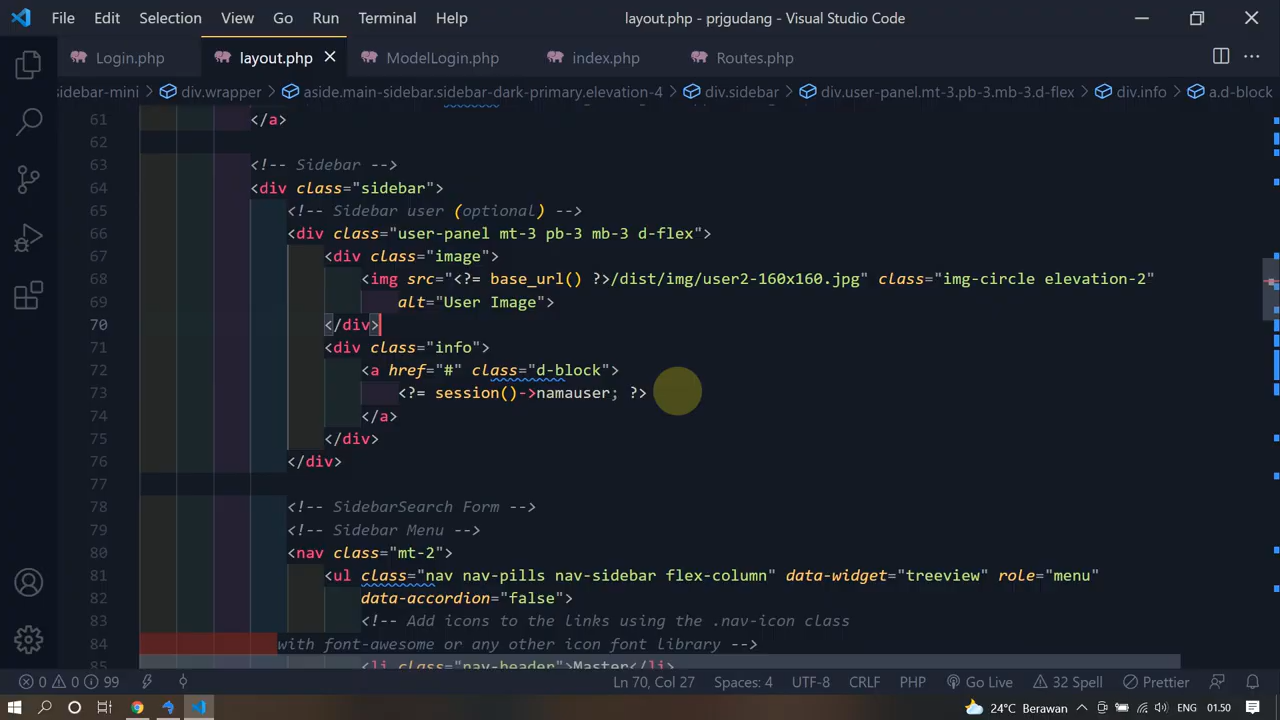 File Edit Selection View Go Run Terminal Help layout.php - prjgudang - Visual Studio Code
Login.php layout.php ModelLogin.php index.php Routes.php
sidebar-mini div.wrapper aside.main-sidebar.sidebar-dark-primary.elevation-4 div.sidebar div.user-panel.mt-3.pb-3.mb-3.d-flex div.info a.d-block
61 </a>
62
63 <!-- Sidebar -->
64 <div class="sidebar">
65 <!-- Sidebar user (optional) -->
66 <div class="user-panel mt-3 pb-3 mb-3 d-flex">
67 <div class="image">
68 <img src="<?= base_url() ?>/dist/img/user2-160x160.jpg" class="img-circle elevation-2"
69 alt="User Image">
70 </div>
71 <div class="info">
72 <a href="#" class="d-block">
73 <?= session()->namauser; ?>
74 </a>
75 </div>
76 </div>
77
78 <!-- SidebarSearch Form -->
79 <!-- Sidebar Menu -->
80 <nav class="mt-2">
81 <ul class="nav nav-pills nav-sidebar flex-column" data-widget="treeview" role="menu"
82 data-accordion="false">
83 <!-- Add icons to the links using the .nav-icon class
84 with font-awesome or any other icon font library -->
85 <li class="nav-header">Master</li>
0 0 99 Ln 70, Col 27 Spaces: 4 UTF-8 CRLF PHP Go Live 32 Spell Prettier
24°C Berawan ENG 01.50